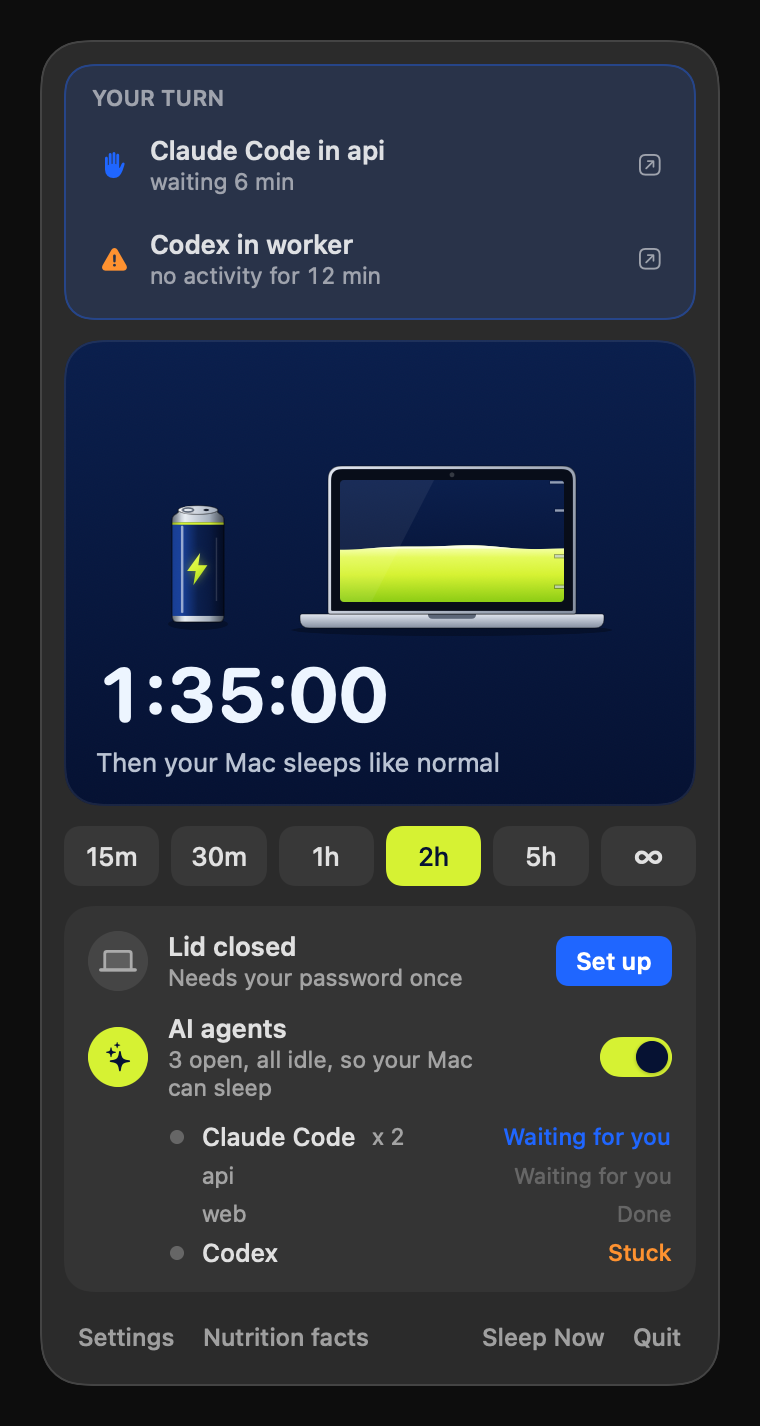 YOUR TURN
Claude Code in api
waiting 6 min
Codex in worker
no activity for 12 min
1:35:00
Then your Mac sleeps like normal
15m 30m 1h 2h 5h ∞
Lid closed
Needs your password once
Set up
AI agents
3 open, all idle, so your Mac
can sleep
Claude Code x 2 Waiting for you
api Waiting for you
web Done
Codex Stuck
Settings Nutrition facts Sleep Now Quit